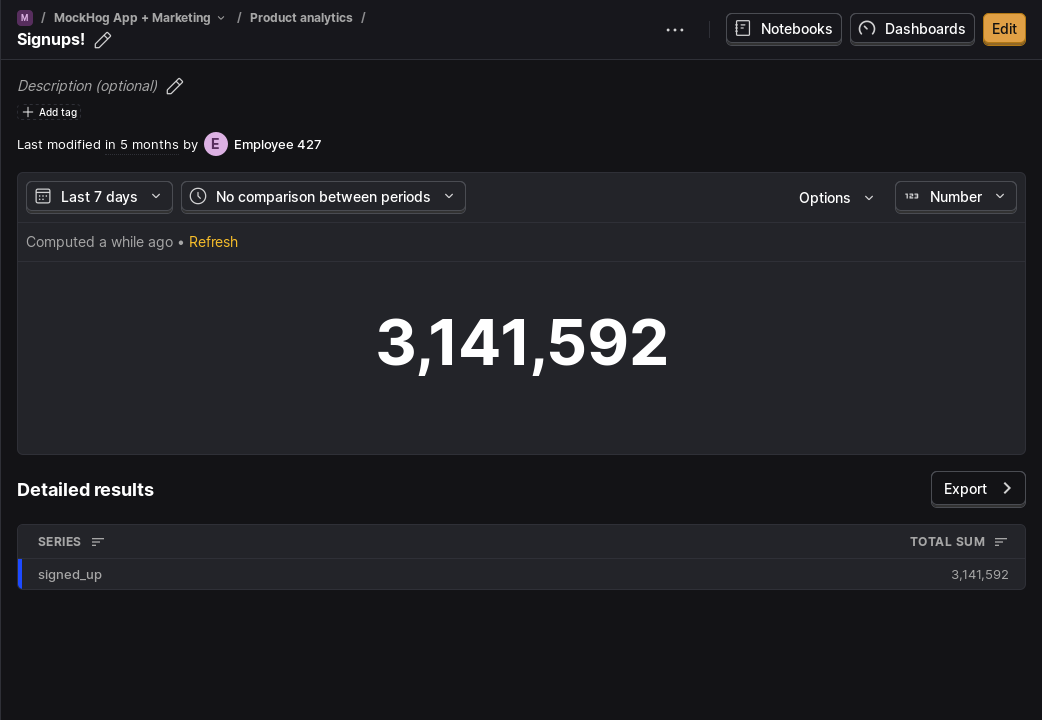 M / MockHog App + Marketing / Product analytics /
Signups!
Notebooks
Dashboards
Edit
Description (optional)
Add tag
Last modified in 5 months by E Employee 427
Last 7 days
No comparison between periods
Options
123 Number
Computed a while ago • Refresh
3,141,592
Detailed results
Export
SERIES
TOTAL SUM
signed_up
3,141,592